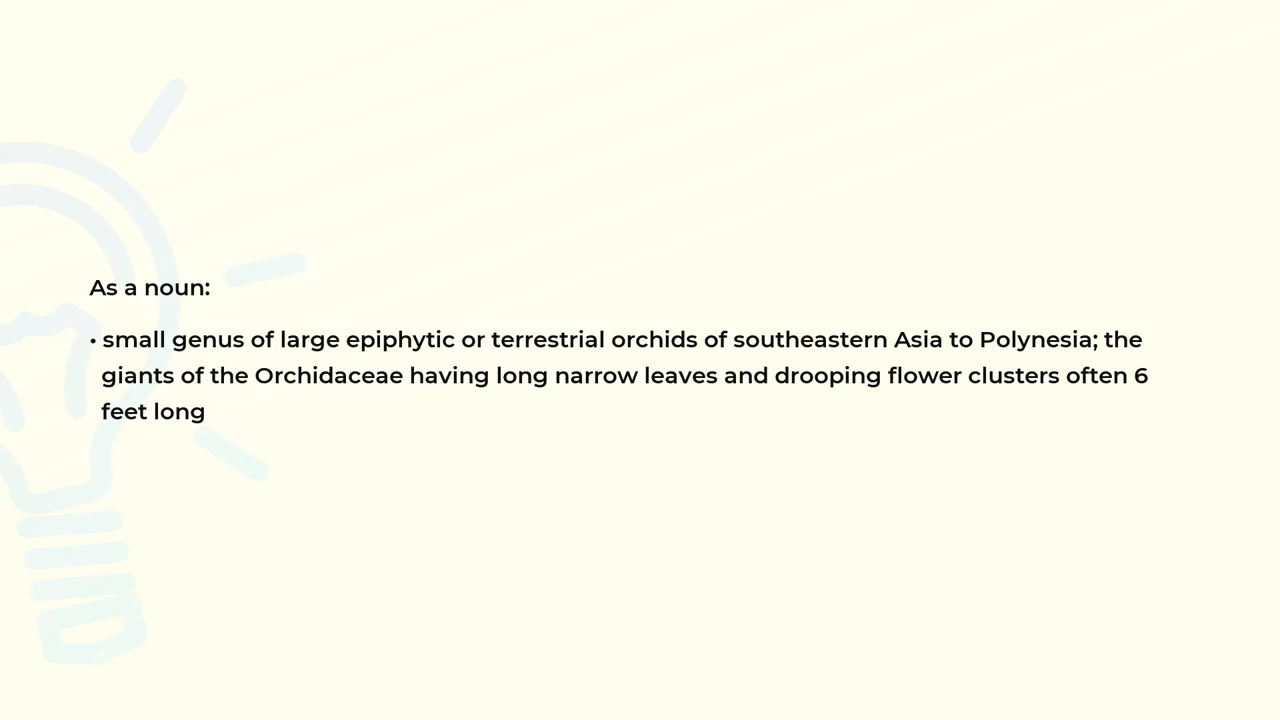 As a noun:
• small genus of large epiphytic or terrestrial orchids of southeastern Asia to Polynesia; the
giants of the Orchidaceae having long narrow leaves and drooping flower clusters often 6
feet long